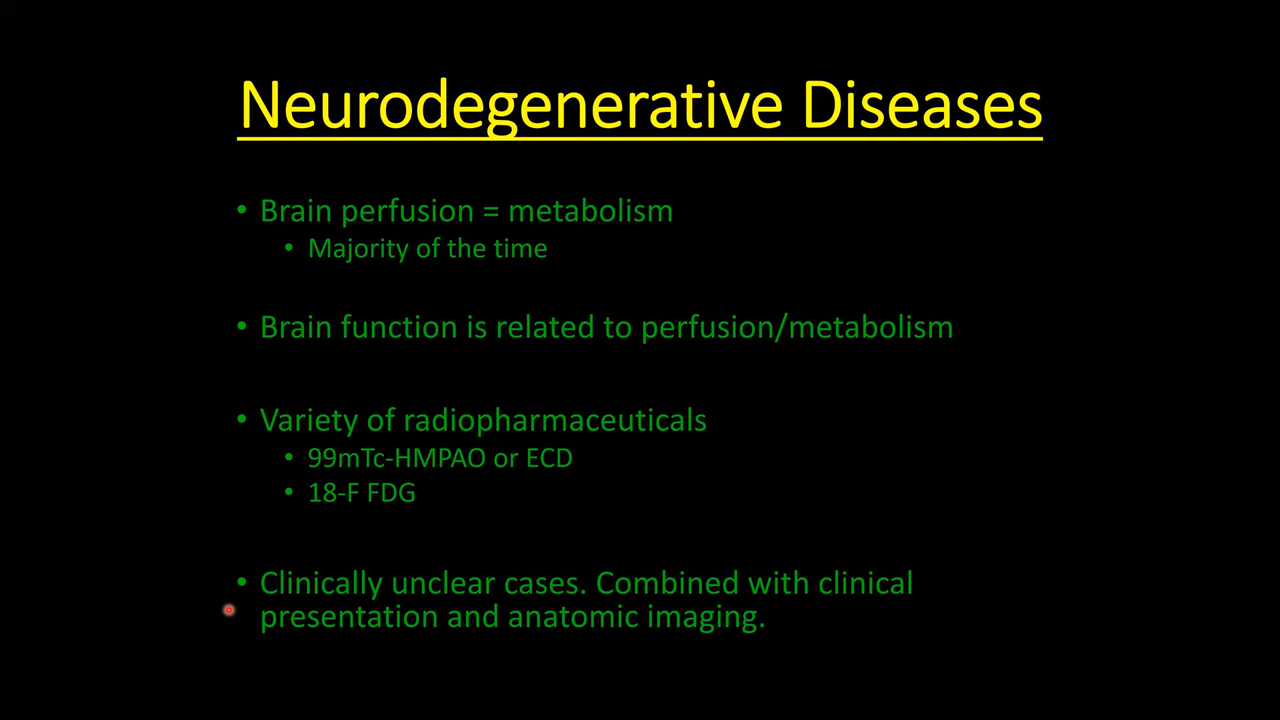 Neurodegenerative Diseases
• Brain perfusion = metabolism
• Majority of the time
• Brain function is related to perfusion/metabolism
• Variety of radiopharmaceuticals
• 99mTc-HMPAO or ECD
• 18-F FDG
• Clinically unclear cases. Combined with clinical
presentation and anatomic imaging.